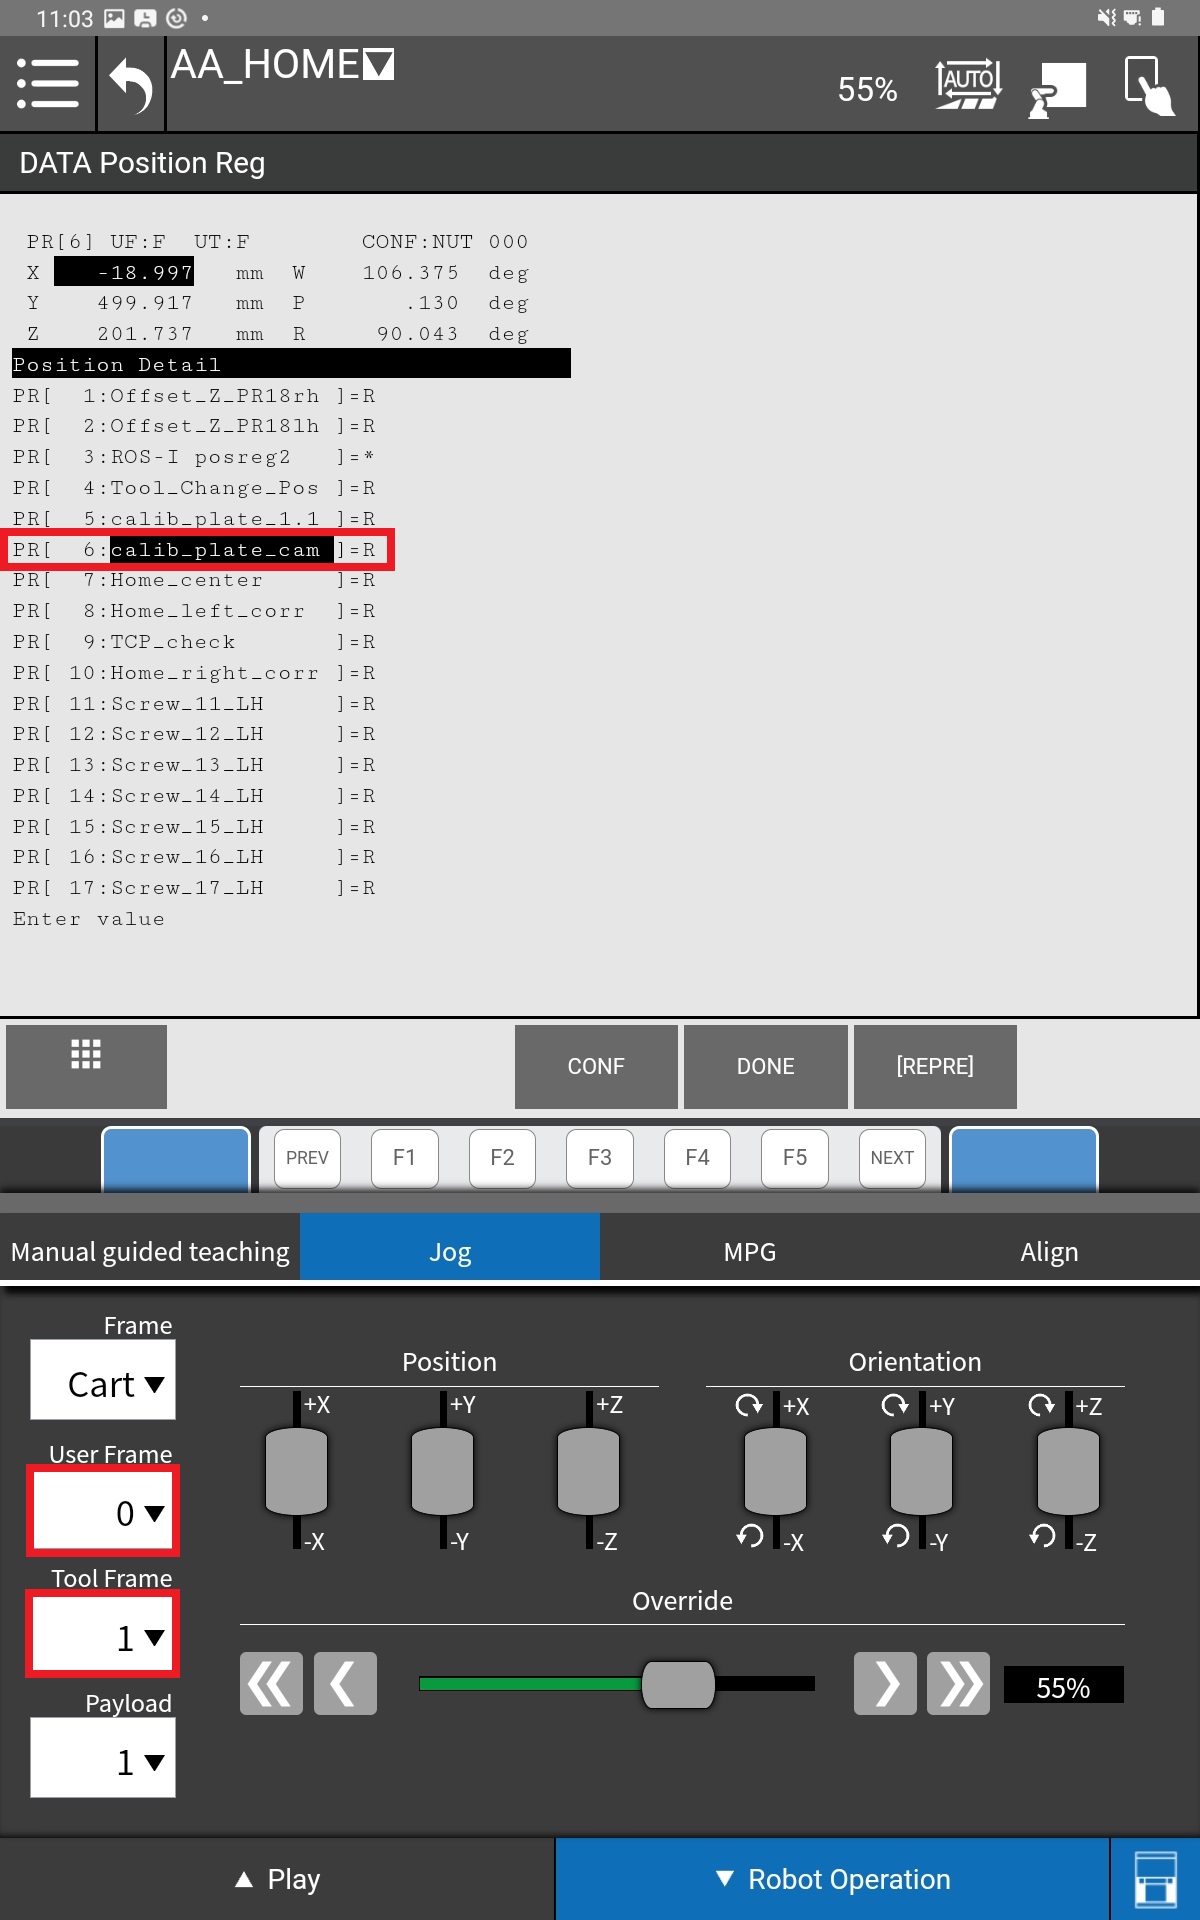 11:03
AA_HOME
55%
AUTO
DATA Position Reg
PR[6] UF:F UT:F CONF:NUT 000
X -18.997 mm W 106.375 deg
Y 499.917 mm P .130 deg
Z 201.737 mm R 90.043 deg
Position Detail
PR[ 1:Offset_Z_PR18rh ]=R
PR[ 2:Offset_Z_PR18lh ]=R
PR[ 3:ROS-I posreg2 ]=*
PR[ 4:Tool_Change_Pos ]=R
PR[ 5:calib_plate_1.1 ]=R
PR[ 6:calib_plate_cam ]=R
PR[ 7:Home_center ]=R
PR[ 8:Home_left_corr ]=R
PR[ 9:TCP_check ]=R
PR[ 10:Home_right_corr ]=R
PR[ 11:Screw_11_LH ]=R
PR[ 12:Screw_12_LH ]=R
PR[ 13:Screw_13_LH ]=R
PR[ 14:Screw_14_LH ]=R
PR[ 15:Screw_15_LH ]=R
PR[ 16:Screw_16_LH ]=R
PR[ 17:Screw_17_LH ]=R
Enter value
CONF DONE [REPRE]
PREV F1 F2 F3 F4 F5 NEXT
Manual guided teaching Jog MPG Align
Frame
Cart
Position Orientation
+X +Y +Z +X +Y +Z
User Frame
0
-X -Y -Z -X -Y -Z
Tool Frame
1
Override
55%
Payload
1
Play Robot Operation